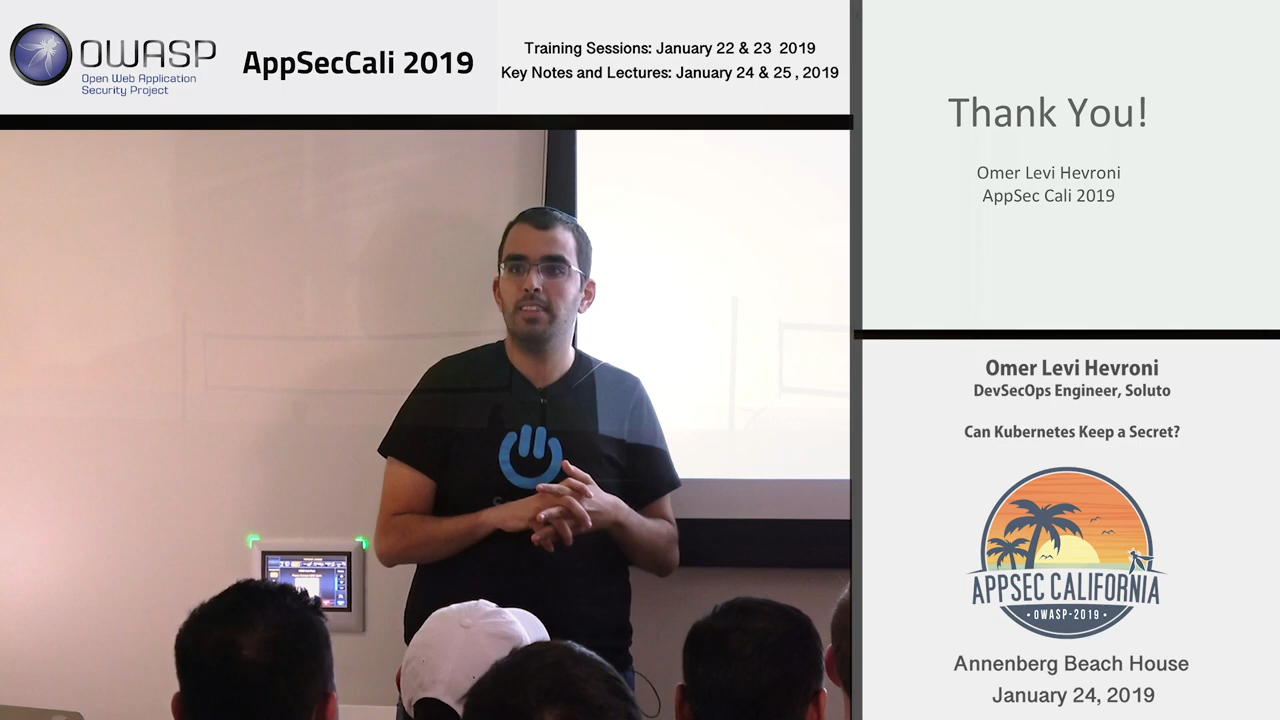 OWASP
Open Web Application
Security Project
AppSecCali 2019
Training Sessions: January 22 & 23 2019
Key Notes and Lectures: January 24 & 25 , 2019
Thank You!
Omer Levi Hevroni
AppSec Cali 2019
Omer Levi Hevroni
DevSecOps Engineer, Soluto
Can Kubernetes Keep a Secret?
APPSEC CALIFORNIA
• OWASP-2019 •
Annenberg Beach House
January 24, 2019